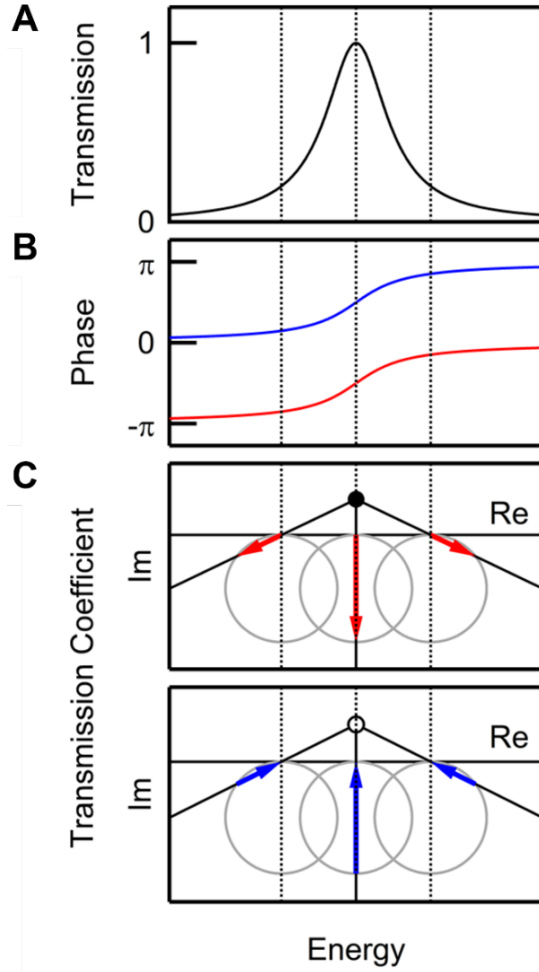 A
Transmission
1
0
B
Phase
π
0
-π
C
Transmission Coefficient
Im
Re
Im
Re
Energy